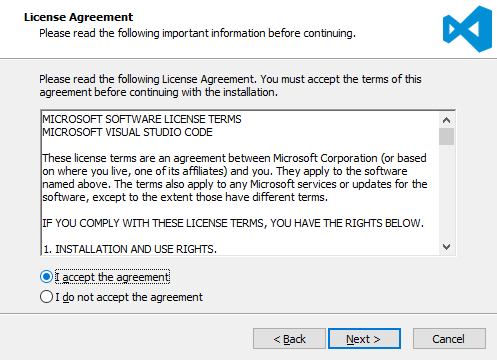 License Agreement
Please read the following important information before continuing.
Please read the following License Agreement. You must accept the terms of this
agreement before continuing with the installation.
MICROSOFT SOFTWARE LICENSE TERMS
MICROSOFT VISUAL STUDIO CODE
These license terms are an agreement between Microsoft Corporation (or based
on where you live, one of its affiliates) and you. They apply to the software
named above. The terms also apply to any Microsoft services or updates for the
software, except to the extent those have different terms.
IF YOU COMPLY WITH THESE LICENSE TERMS, YOU HAVE THE RIGHTS BELOW.
1. INSTALLATION AND USE RIGHTS.
I accept the agreement
I do not accept the agreement
< Back
Next >
Cancel